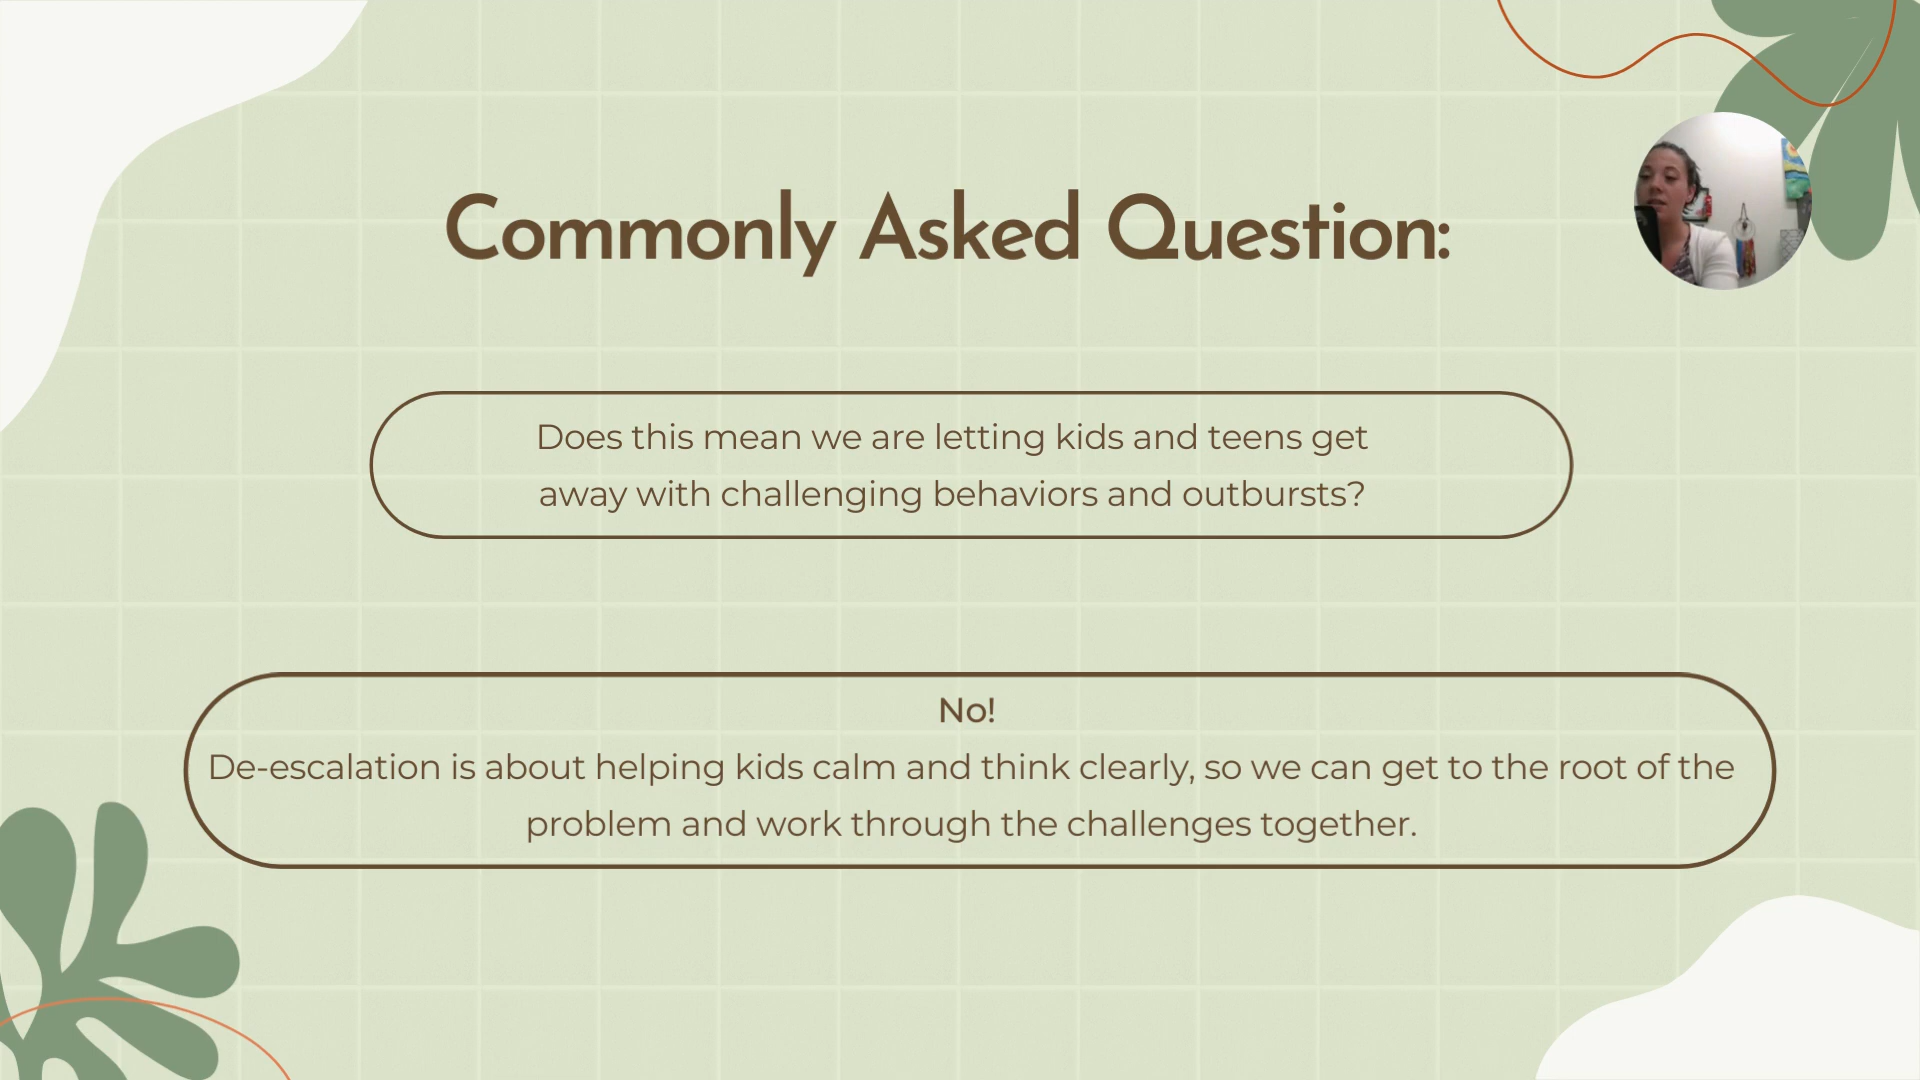 Commonly Asked Question:
Does this mean we are letting kids and teens get
away with challenging behaviors and outbursts?
No!
De-escalation is about helping kids calm and think clearly, so we can get to the root of the
problem and work through the challenges together.